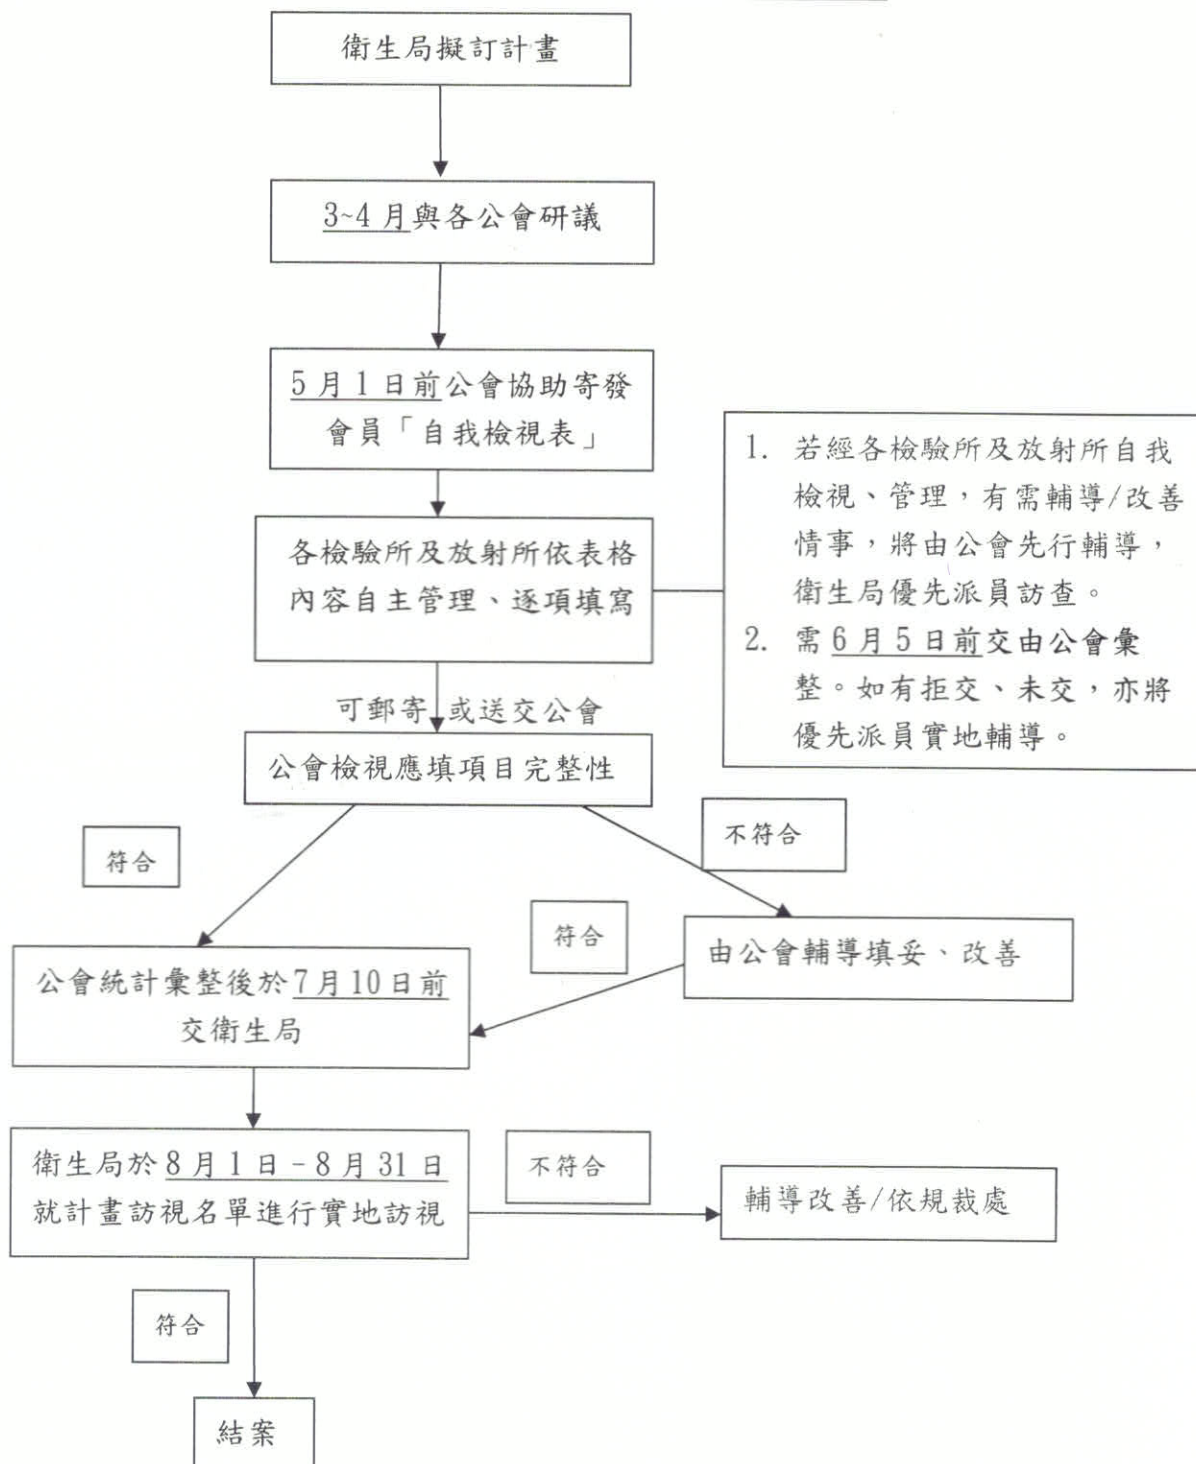 衛生局擬訂計畫
3~4 月與各公會研議
5 月 1 日前公會協助寄發
會員「自我檢視表」
各檢驗所及放射所依表格
內容自主管理、逐項填寫
1. 若經各檢驗所及放射所自我
檢視、管理，有需輔導/改善
情事，將由公會先行輔導，
衛生局優先派員訪查。
2. 需 6 月 5 日前交由公會彙
整。如有拒交、未交，亦將
優先派員實地輔導。
可郵寄或送交公會
公會檢視應填項目完整性
符合
不符合
符合
由公會輔導填妥、改善
公會統計彙整後於 7 月 10 日前
交衛生局
衛生局於 8 月 1 日 - 8 月 31 日
就計畫訪視名單進行實地訪視
不符合
輔導改善/依規裁處
符合
結案